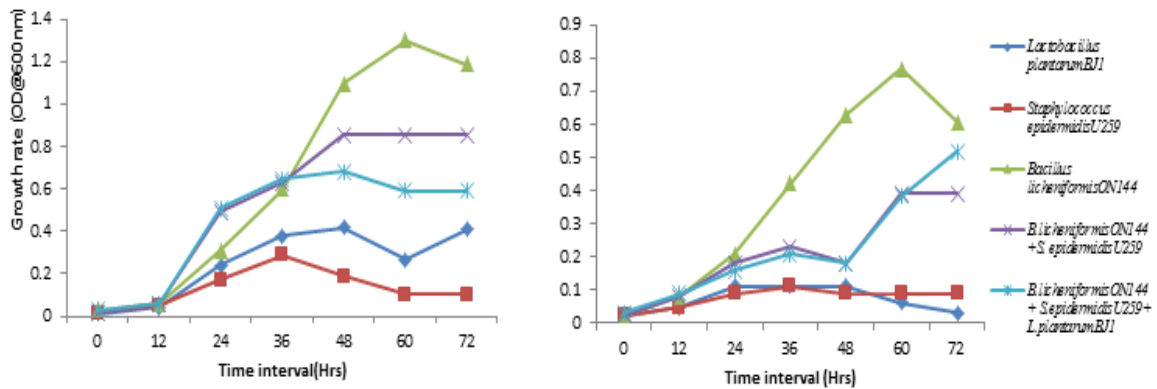 Growth rate (OD@600nm)
1.4
1.2
1
0.8
0.6
0.4
0.2
0
0 12 24 36 48 60 72
Time interval(Hrs)
0.9
0.8
0.7
0.6
0.5
0.4
0.3
0.2
0.1
0
0 12 24 36 48 60 72
Time interval (Hrs)
Lactobacillus
plantarumBJ1
Staphylococcus
epidermidisU259
Bacillus
licheniformisON144
B.licheniformisON144
+S.epidermidisU259
B.licheniformisON144
+ S.epidermidisU259+
L.plantarumBJ1